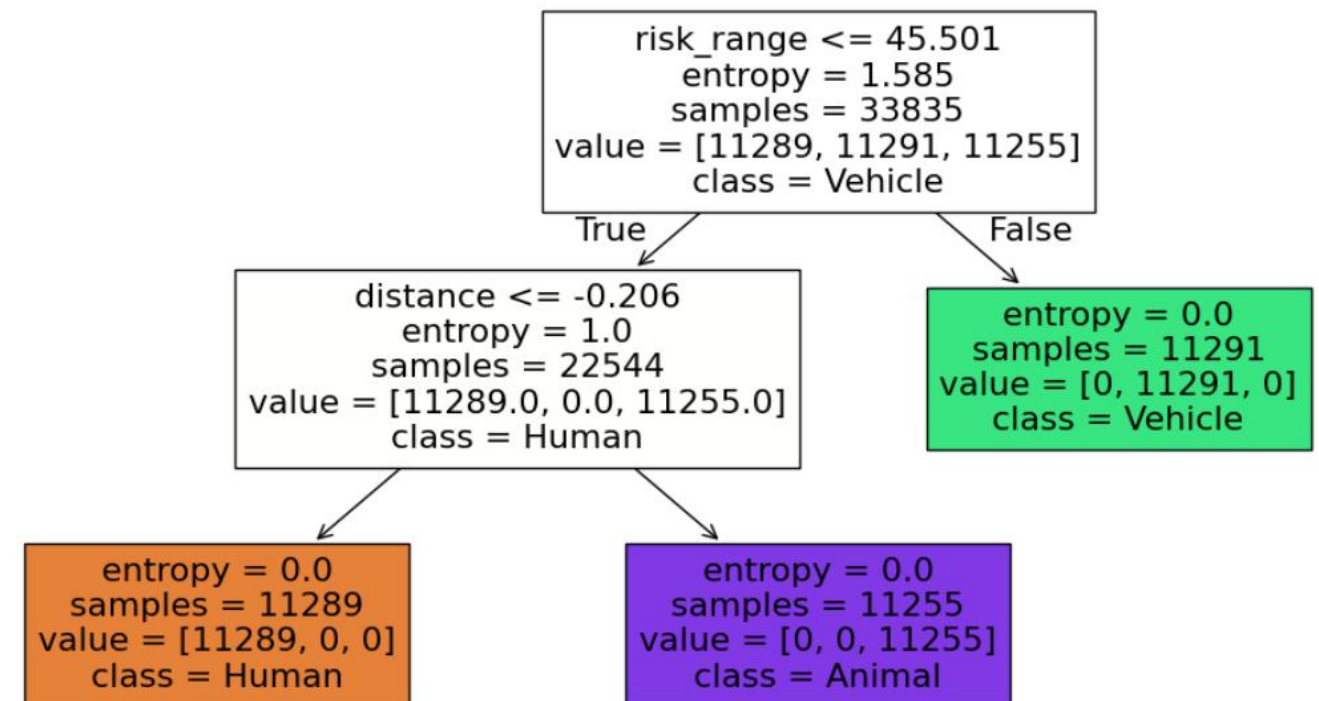 risk_range <= 45.501
entropy = 1.585
samples = 33835
value = [11289, 11291, 11255]
class = Vehicle
True
False
distance <= -0.206
entropy = 1.0
samples = 22544
value = [11289.0, 0.0, 11255.0]
class = Human
entropy = 0.0
samples = 11291
value = [0, 11291, 0]
class = Vehicle
entropy = 0.0
samples = 11289
value = [11289, 0, 0]
class = Human
entropy = 0.0
samples = 11255
value = [0, 0, 11255]
class = Animal